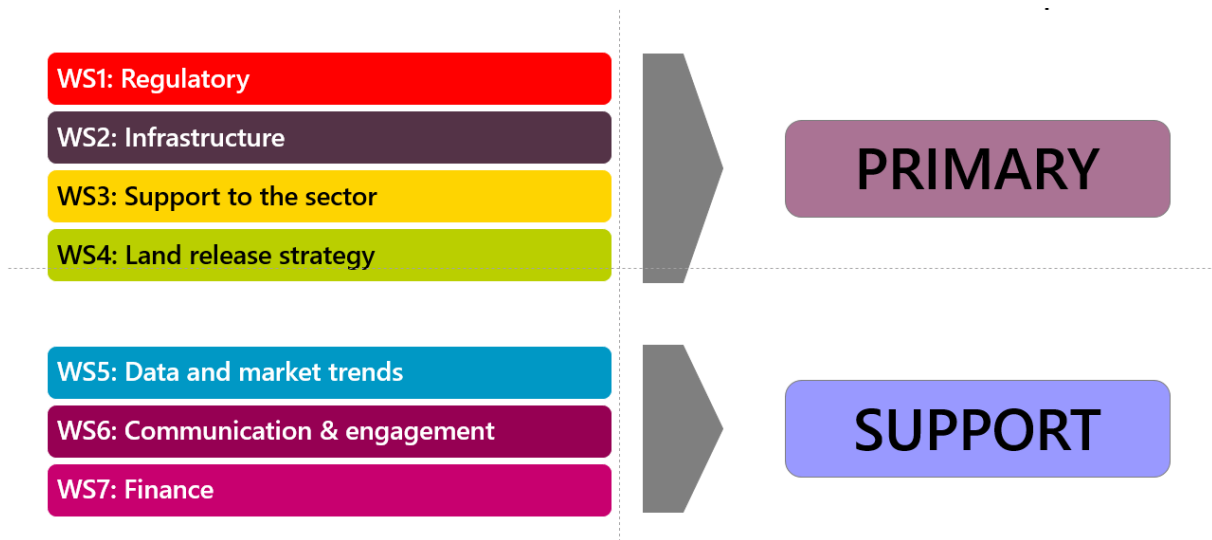 WS1: Regulatory
WS2: Infrastructure
WS3: Support to the sector
WS4: Land release strategy
PRIMARY
WS5: Data and market trends
WS6: Communication & engagement
WS7: Finance
SUPPORT